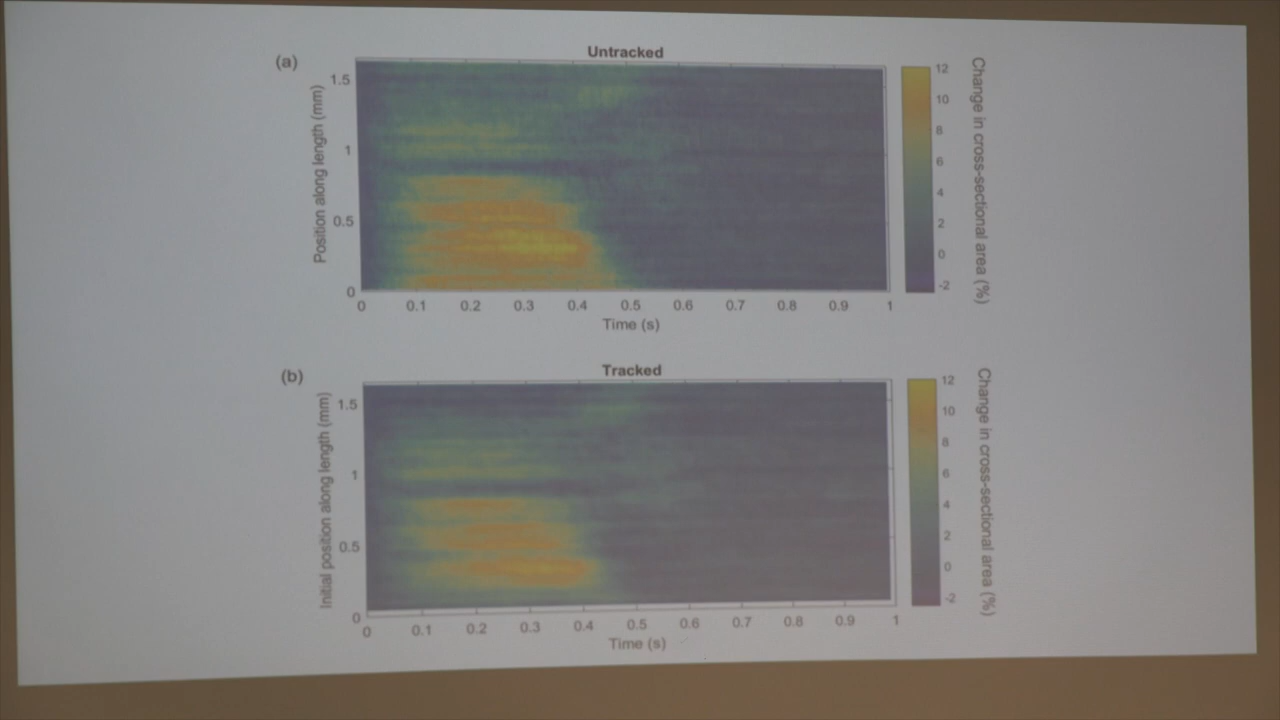 (a)
Untracked
Position along length (mm)
1.5
1
0.5
0
0 0.1 0.2 0.3 0.4 0.5 0.6 0.7 0.8 0.9 1
Time (s)
12
10
8
6
4
2
0
-2
Change in cross-sectional area (%)
(b)
Tracked
Initial position along length (mm)
1.5
1
0.5
0
0 0.1 0.2 0.3 0.4 0.5 0.6 0.7 0.8 0.9 1
Time (s)
12
10
8
6
4
2
0
-2
Change in cross-sectional area (%)